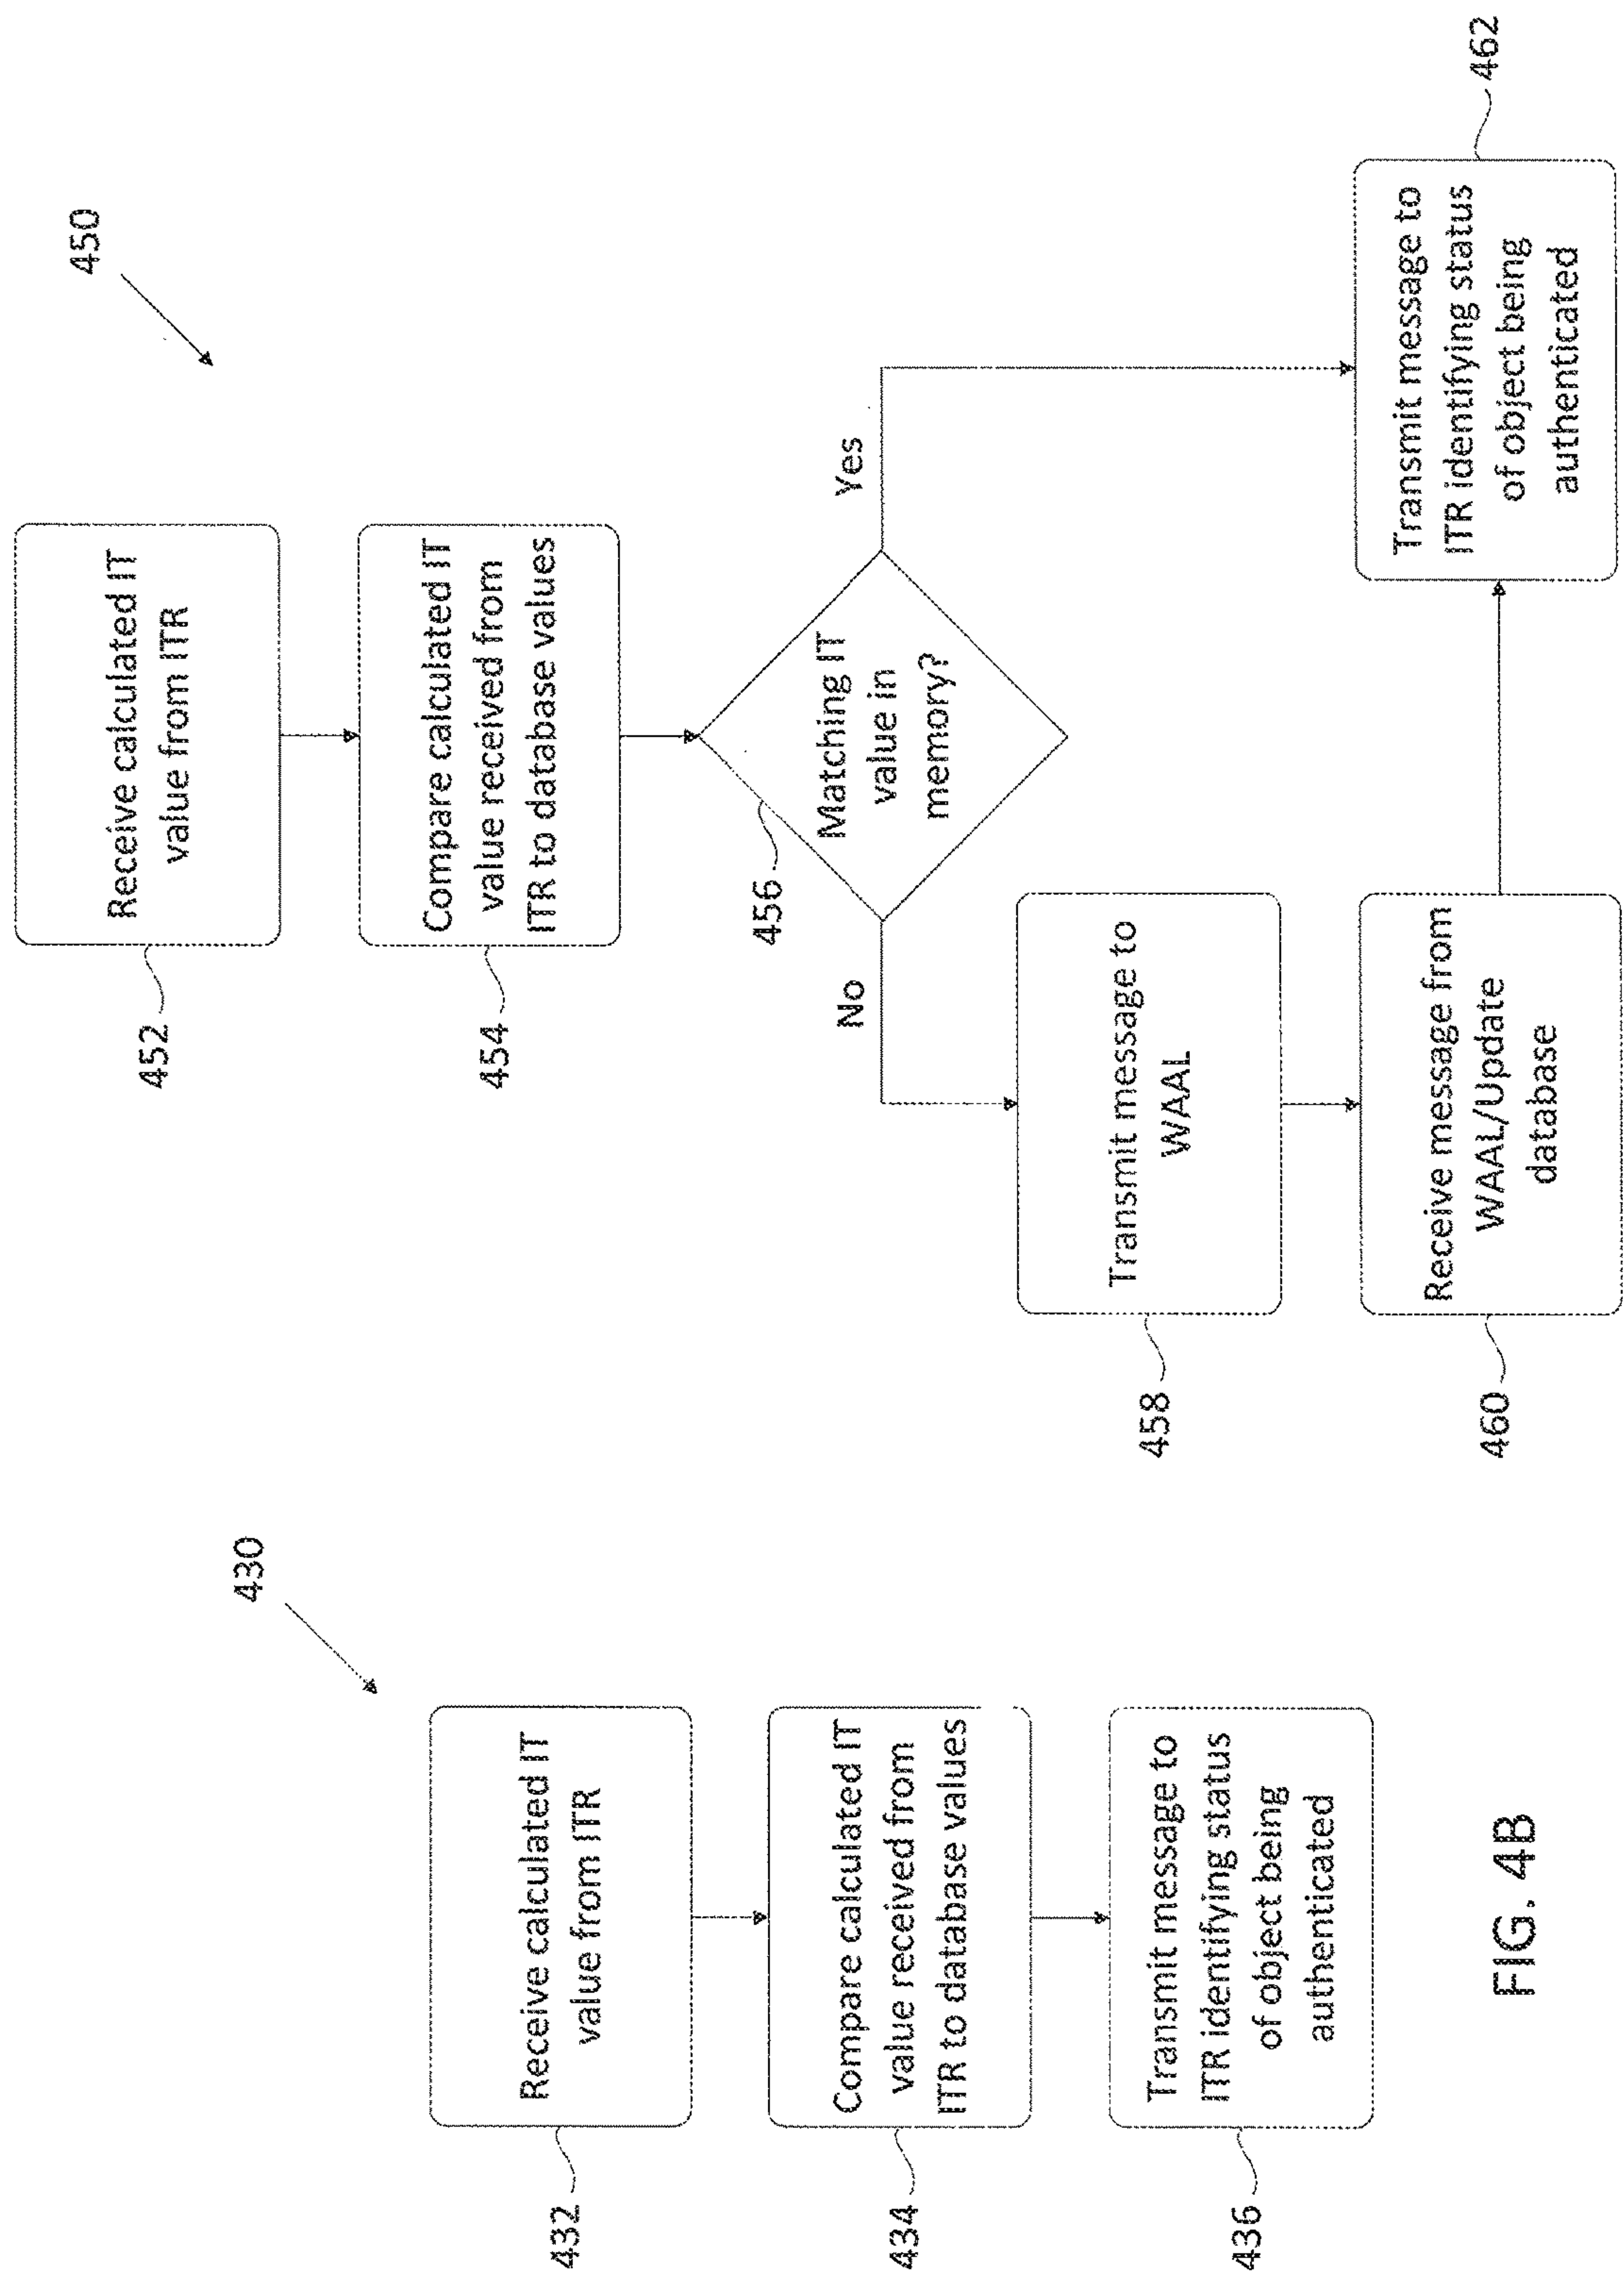 430
432
Receive calculated IT
value from ITR
434
Compare calculated IT
value received from
ITR to database values
436
Transmit message to
ITR identifying status
of object being
authenticated
FIG. 4B
450
452
Receive calculated IT
value from ITR
454
Compare calculated IT
value received from
ITR to database values
456
Matching IT
value in
memory?
No
Yes
458
Transmit message to
WAAL
460
Receive message from
WAAL/Update
database
462
Transmit message to
ITR identifying status
of object being
authenticated